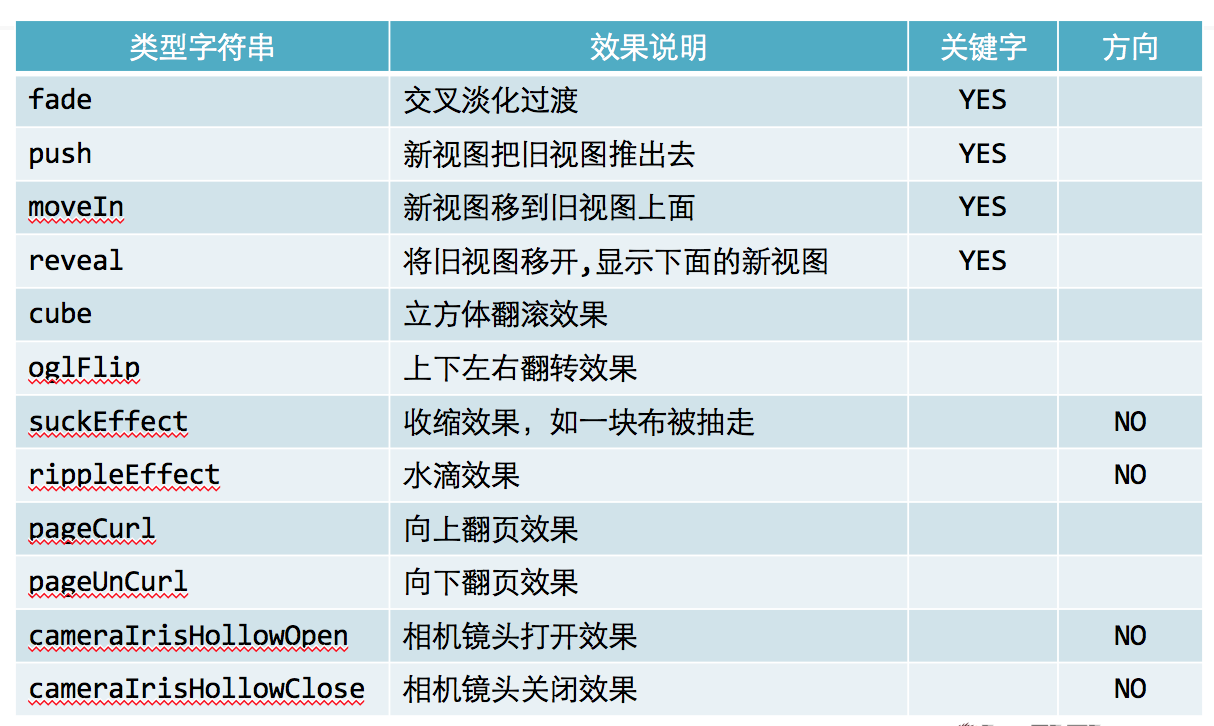 类型字符串 效果说明 关键字 方向
fade 交叉淡化过渡 YES
push 新视图把旧视图推出去 YES
moveIn 新视图移到旧视图上面 YES
reveal 将旧视图移开,显示下面的新视图 YES
cube 立方体翻滚效果
oglFlip 上下左右翻转效果
suckEffect 收缩效果，如一块布被抽走 NO
rippleEffect 水滴效果 NO
pageCurl 向上翻页效果
pageUnCurl 向下翻页效果
cameraIrisHollowOpen 相机镜头打开效果 NO
cameraIrisHollowClose 相机镜头关闭效果 NO